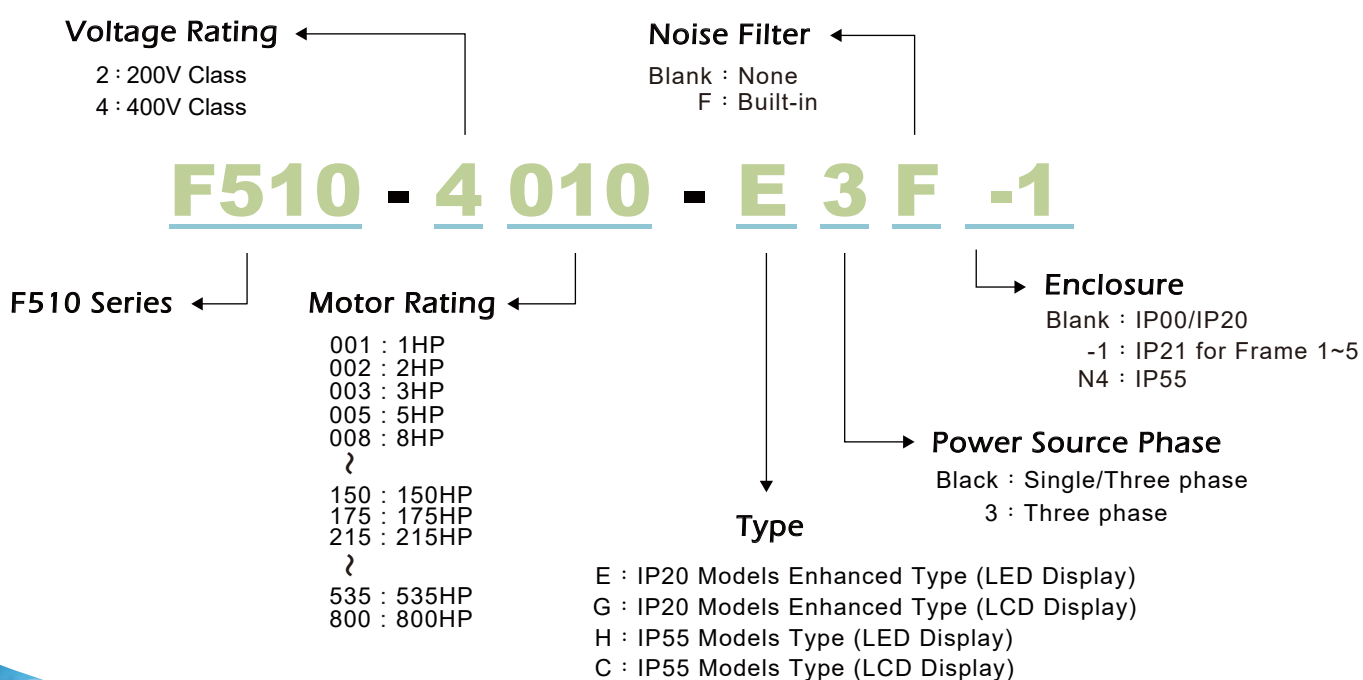 Voltage Rating
2 : 200V Class
4 : 400V Class
Noise Filter
Blank : None
F : Built-in
F510 - 4 010 - E 3 F -1
F510 Series
Motor Rating
001 : 1HP
002 : 2HP
003 : 3HP
005 : 5HP
008 : 8HP
~
150 : 150HP
175 : 175HP
215 : 215HP
~
535 : 535HP
800 : 800HP
Enclosure
Blank : IP00/IP20
-1 : IP21 for Frame 1~5
N4 : IP55
Power Source Phase
Black : Single/Three phase
3 : Three phase
Type
E : IP20 Models Enhanced Type (LED Display)
G : IP20 Models Enhanced Type (LCD Display)
H : IP55 Models Type (LED Display)
C : IP55 Models Type (LCD Display)